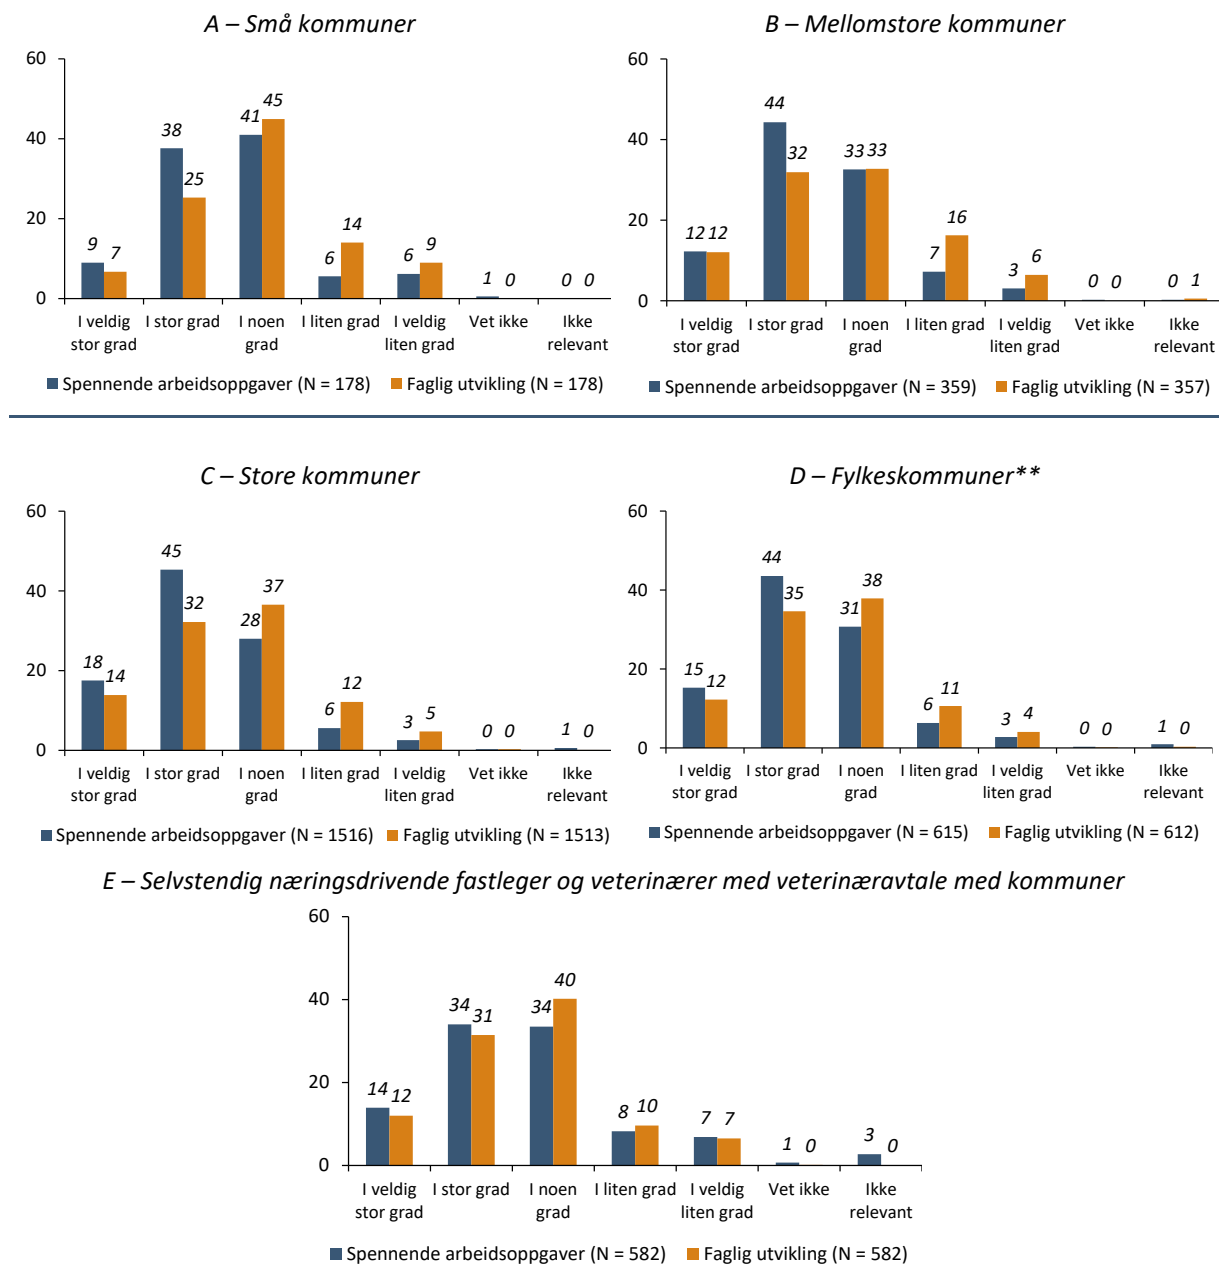 A – Små kommuner
60
40
20
0
9 7 38 25 41 45 6 14 6 9 1 0 0 0
I veldig stor grad I stor grad I noen grad I liten grad I veldig liten grad Vet ikke Ikke relevant
Spennende arbeidsoppgaver (N = 178) Faglig utvikling (N = 178)
B – Mellomstore kommuner
60
40
20
0
12 12 44 32 33 33 7 16 3 6 0 0 0 1
I veldig stor grad I stor grad I noen grad I liten grad I veldig liten grad Vet ikke Ikke relevant
Spennende arbeidsoppgaver (N = 359) Faglig utvikling (N = 357)
C – Store kommuner
60
40
20
0
18 14 45 32 28 37 6 12 3 5 0 0 1 0
I veldig stor grad I stor grad I noen grad I liten grad I veldig liten grad Vet ikke Ikke relevant
Spennende arbeidsoppgaver (N = 1516) Faglig utvikling (N = 1513)
D – Fylkeskommuner**
60
40
20
0
15 12 44 35 31 38 6 11 3 4 0 0 1 0
I veldig stor grad I stor grad I noen grad I liten grad I veldig liten grad Vet ikke Ikke relevant
Spennende arbeidsoppgaver (N = 615) Faglig utvikling (N = 612)
E – Selvstendig næringsdrivende fastleger og veterinærer med veterinæravtale med kommuner
60
40
20
0
14 12 34 31 34 40 8 10 7 7 1 0 3 0
I veldig stor grad I stor grad I noen grad I liten grad I veldig liten grad Vet ikke Ikke relevant
Spennende arbeidsoppgaver (N = 582) Faglig utvikling (N = 582)